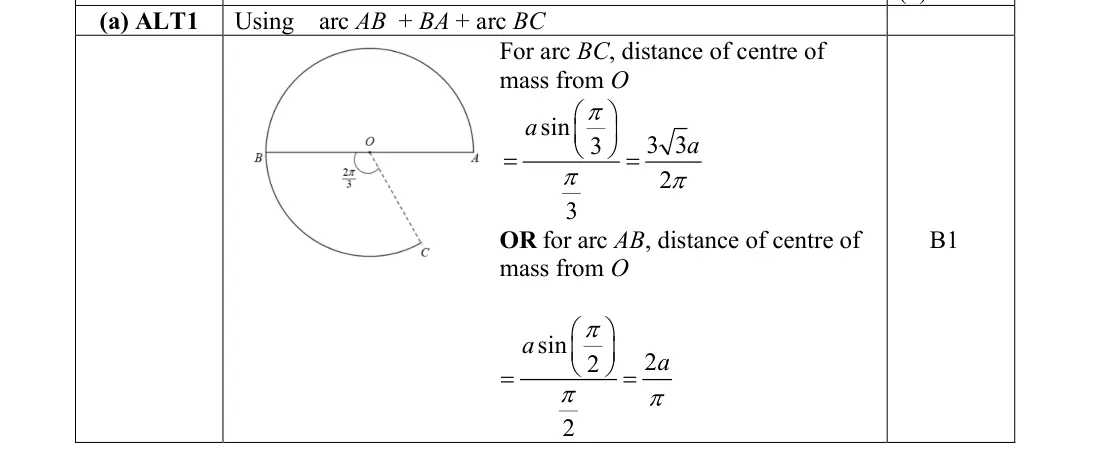 (a) ALT1 Using arc AB + BA + arc BC
For arc BC, distance of centre of
mass from O
= a sin(π/3) / (π/3) = 3√3a / 2π
O
B A
2π/3
C
OR for arc AB, distance of centre of B1
mass from O
= a sin(π/2) / (π/2) = 2a / π